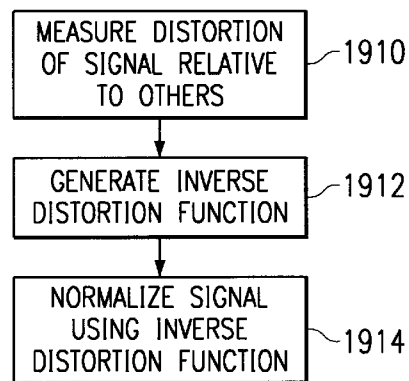 MEASURE DISTORTION
OF SIGNAL RELATIVE
TO OTHERS
1910
GENERATE INVERSE
DISTORTION FUNCTION
1912
NORMALIZE SIGNAL
USING INVERSE
DISTORTION FUNCTION
1914